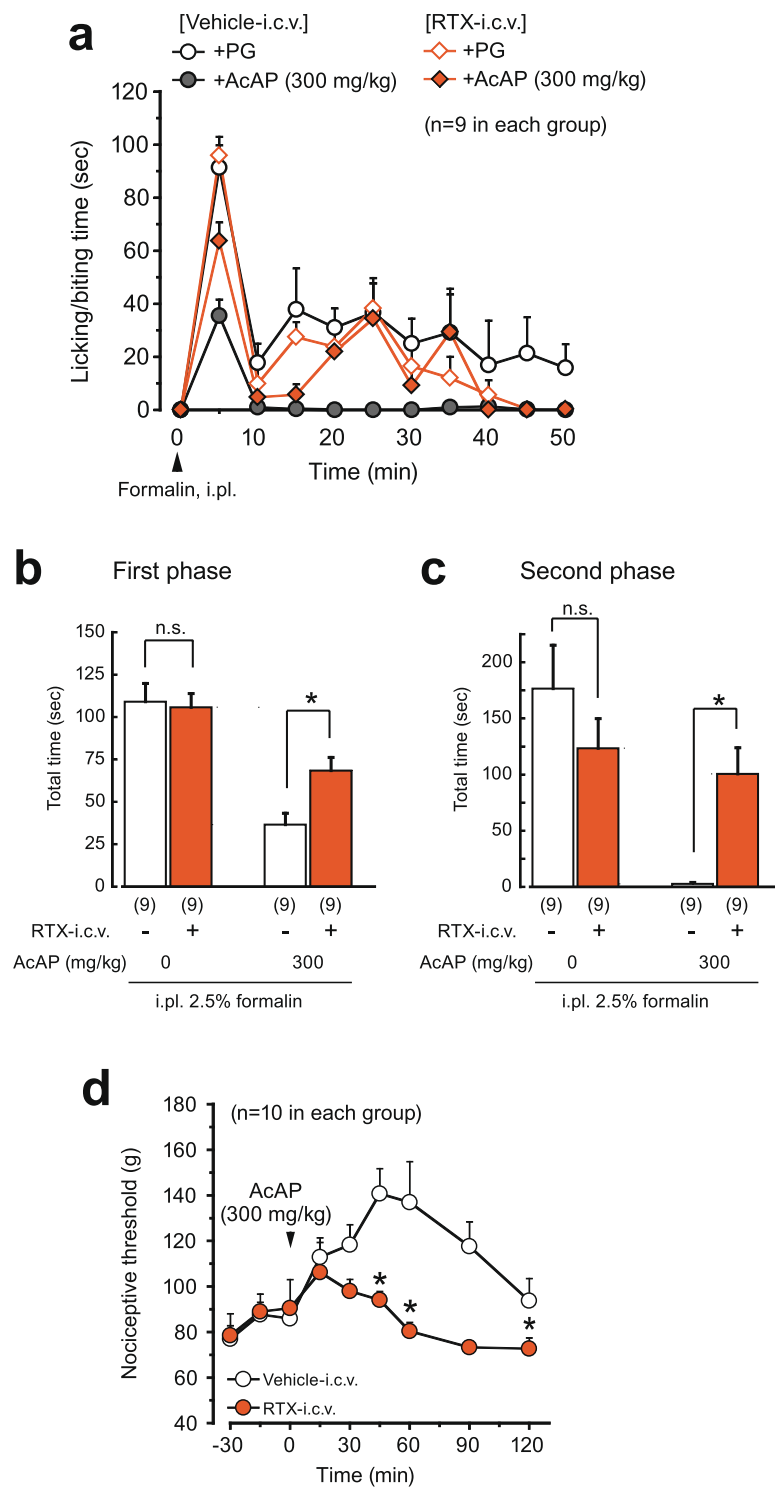 a
[Vehicle-i.c.v.] [RTX-i.c.v.]
+PG +PG
+AcAP (300 mg/kg) +AcAP (300 mg/kg)
(n=9 in each group)
120
100
80
60
40
20
0
Licking/biting time (sec)
0 10 20 30 40 50
Time (min)
Formalin, i.pl.
b First phase
n.s.
*
150
125
100
75
50
25
0
Total time (sec)
(9) (9) (9) (9)
RTX-i.c.v. - + - +
AcAP (mg/kg) 0 300
i.pl. 2.5% formalin
c Second phase
n.s.
*
200
150
100
50
0
Total time (sec)
(9) (9) (9) (9)
RTX-i.c.v. - + - +
AcAP (mg/kg) 0 300
i.pl. 2.5% formalin
d
(n=10 in each group)
AcAP
(300 mg/kg)
180
160
140
120
100
80
60
40
Nociceptive threshold (g)
* * *
Vehicle-i.c.v.
RTX-i.c.v.
-30 0 30 60 90 120
Time (min)